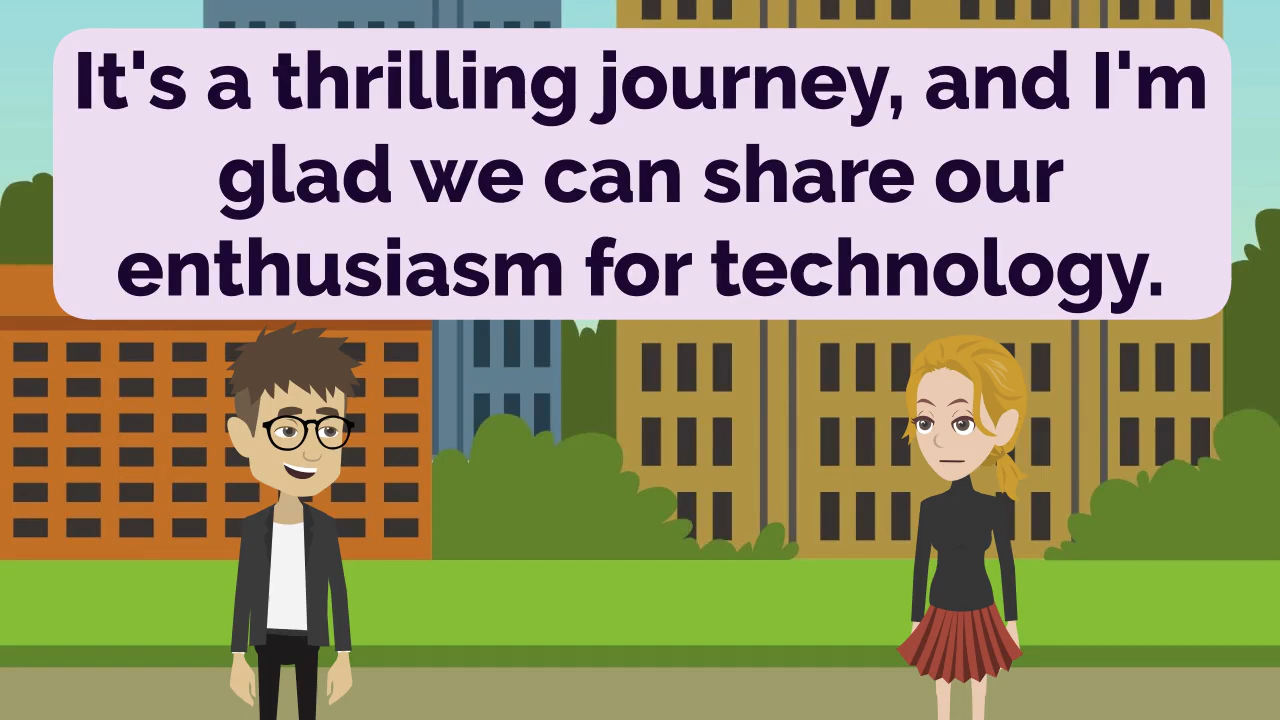 It's a thrilling journey, and I'm
glad we can share our
enthusiasm for technology.